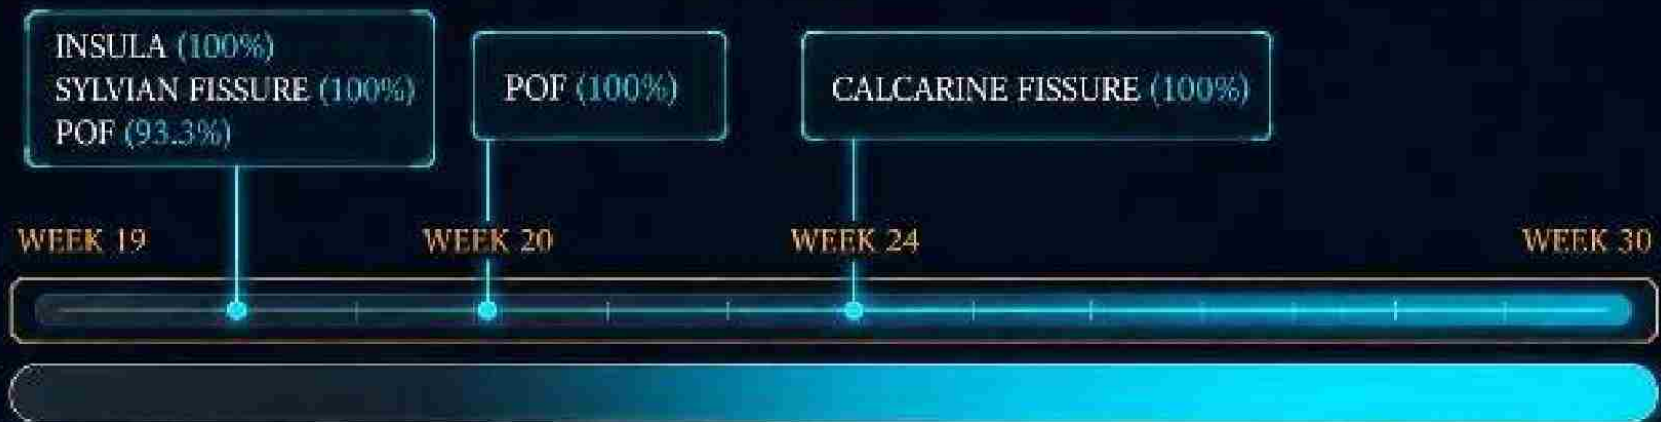 INSULA (100%)
SYLVIAN FISSURE (100%)
POF (93.3%)
POF (100%)
CALCARINE FISSURE (100%)
WEEK 19
WEEK 20
WEEK 24
WEEK 30